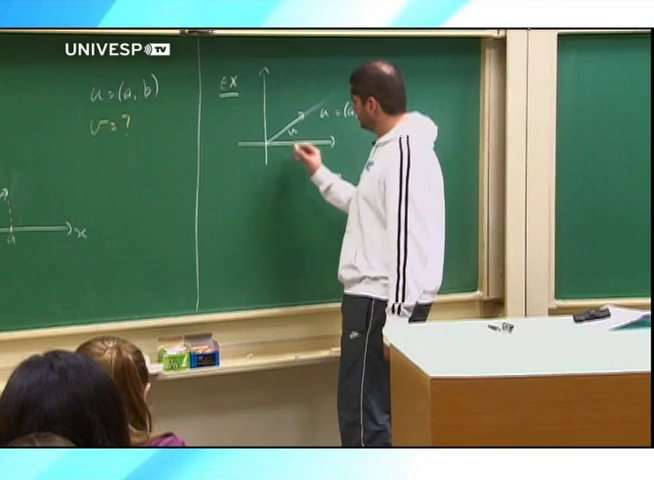 UNIVESP TV
u = (a, b)
v = ?
a
x
EX
u
u = (a